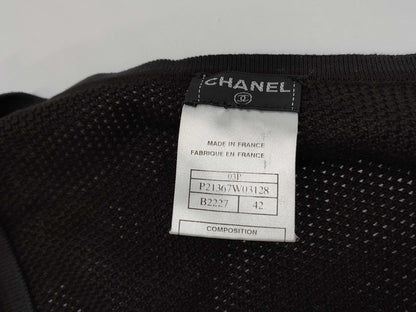 CHANEL
MADE IN FRANCE
FABRIQUE EN FRANCE
03P
P21367W03128
B2227 42
COMPOSITION